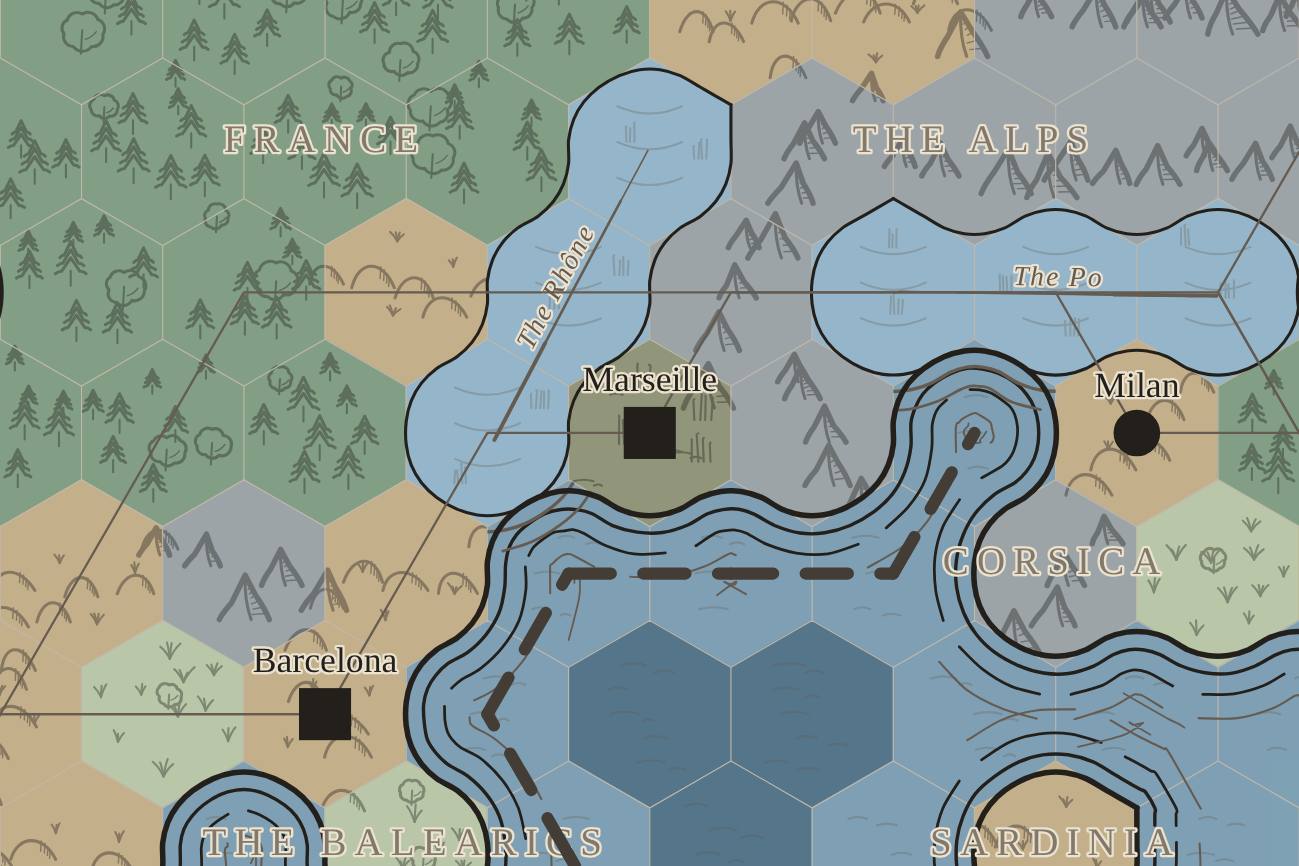 FRANCE
THE ALPS
The Rhône
The Po
Marseille
Milan
CORSICA
Barcelona
THE BALEARICS
SARDINIA